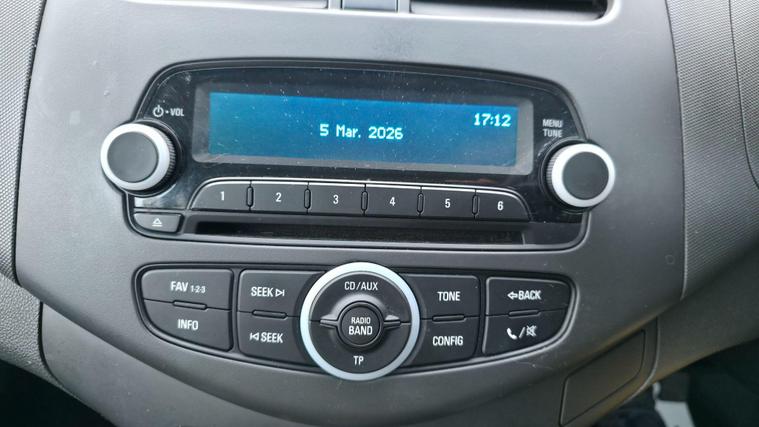 17:12
5 Mar. 2026
VOL
MENU
TUNE
1 2 3 4 5 6
FAV 1-2-3
SEEK
CD/AUX
TONE
BACK
RADIO
BAND
INFO
SEEK
TP
CONFIG